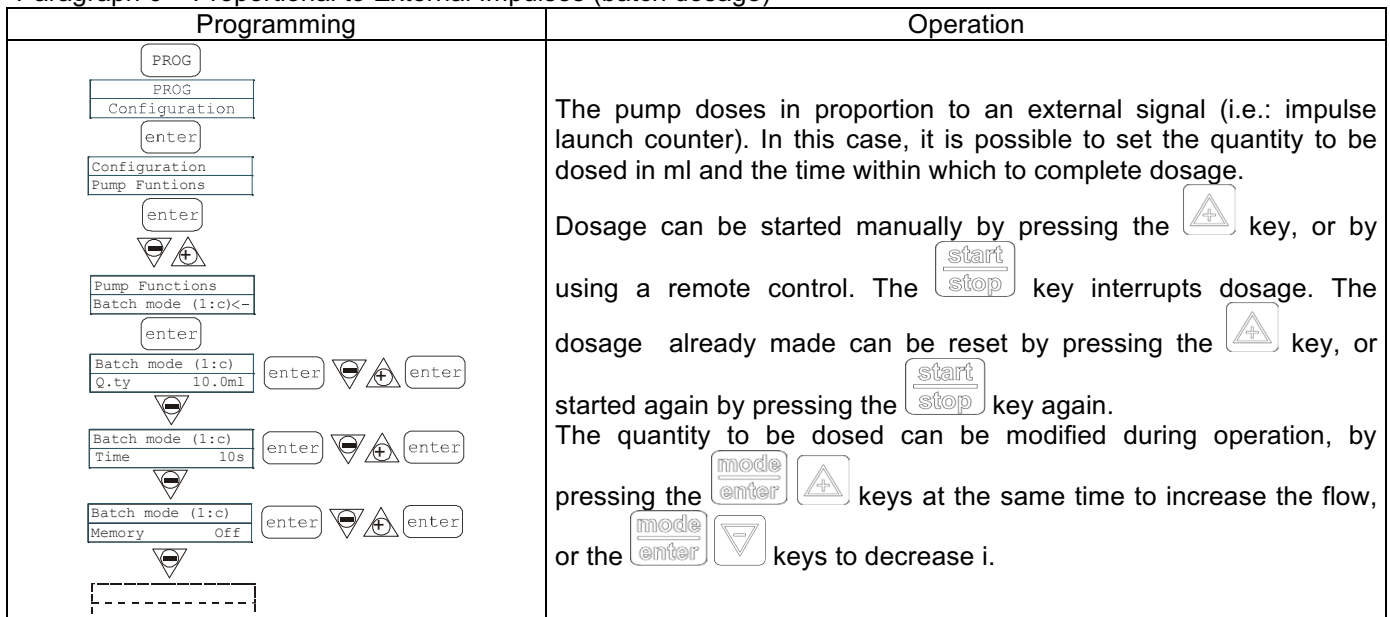 Paragraph – Proportional to External Impulses (batch dosage)
Programming
Operation
PROG
PROG
Configuration
enter
Configuration
Pump Funtions
enter
Pump Functions
Batch mode (1:c)<-
enter
Batch mode (1:c)
Q.ty 10.0ml enter enter
Batch mode (1:c)
Time 10s enter enter
Batch mode (1:c)
Memory Off enter enter
The pump doses in proportion to an external signal (i.e.: impulse
launch counter). In this case, it is possible to set the quantity to be
dosed in ml and the time within which to complete dosage.
Dosage can be started manually by pressing the key, or by
using a remote control. The start stop key interrupts dosage. The
dosage already made can be reset by pressing the key, or
started again by pressing the start stop key again.
The quantity to be dosed can be modified during operation, by
pressing the mode enter keys at the same time to increase the flow,
or the mode enter keys to decrease i.